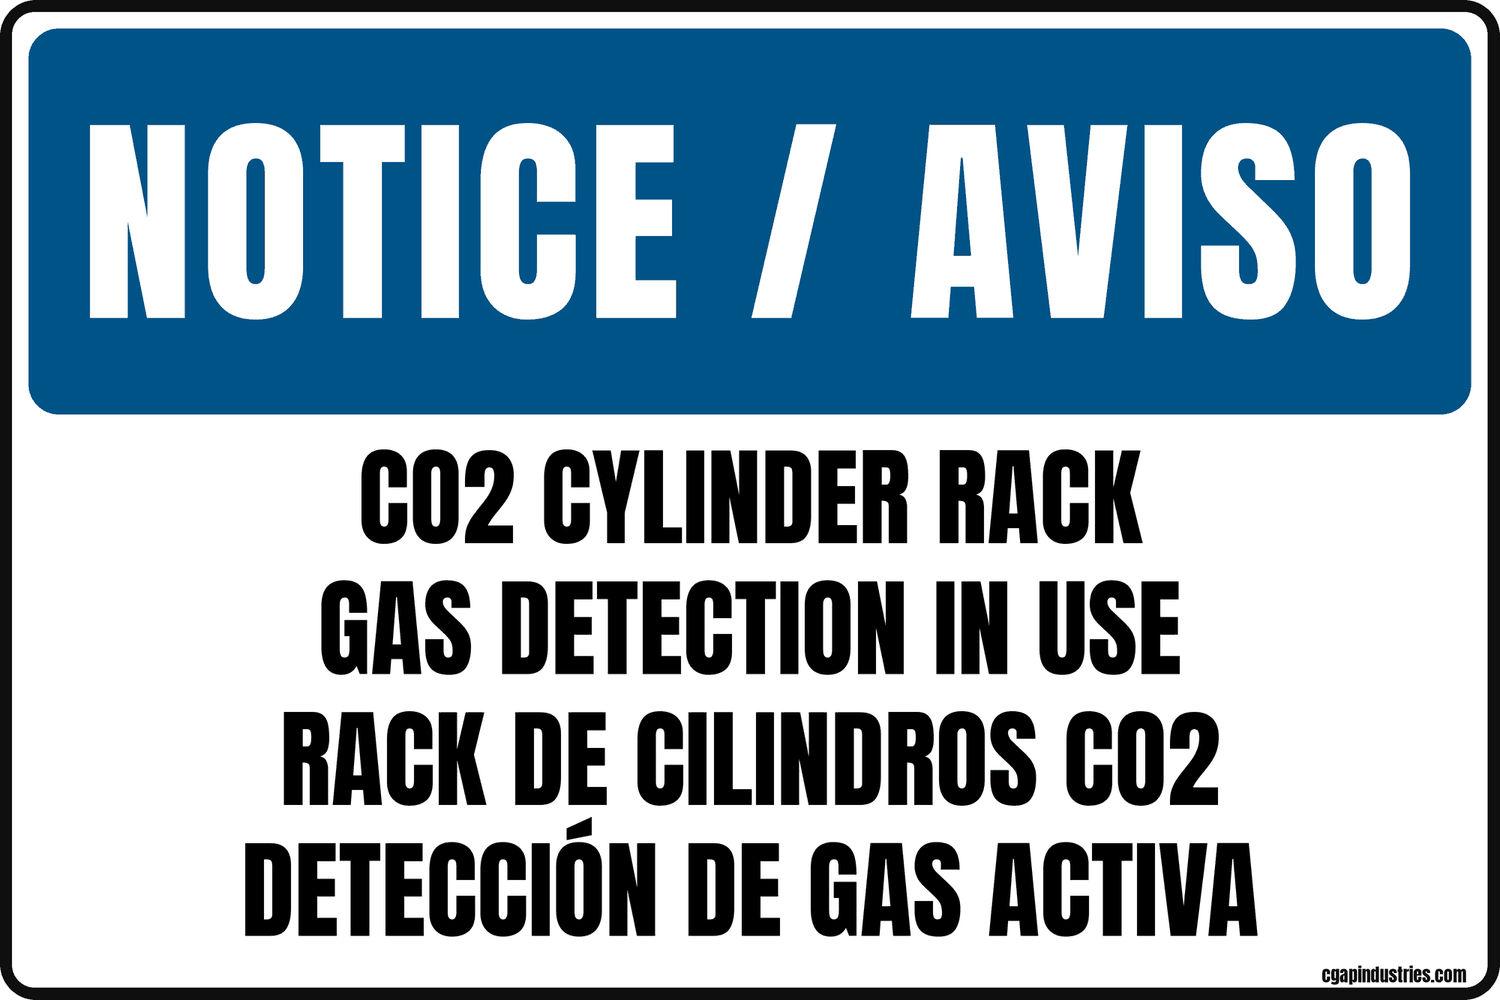 NOTICE / AVISO
CO2 CYLINDER RACK
GAS DETECTION IN USE
RACK DE CILINDROS CO2
DETECCIÓN DE GAS ACTIVA
cgapindustries.com